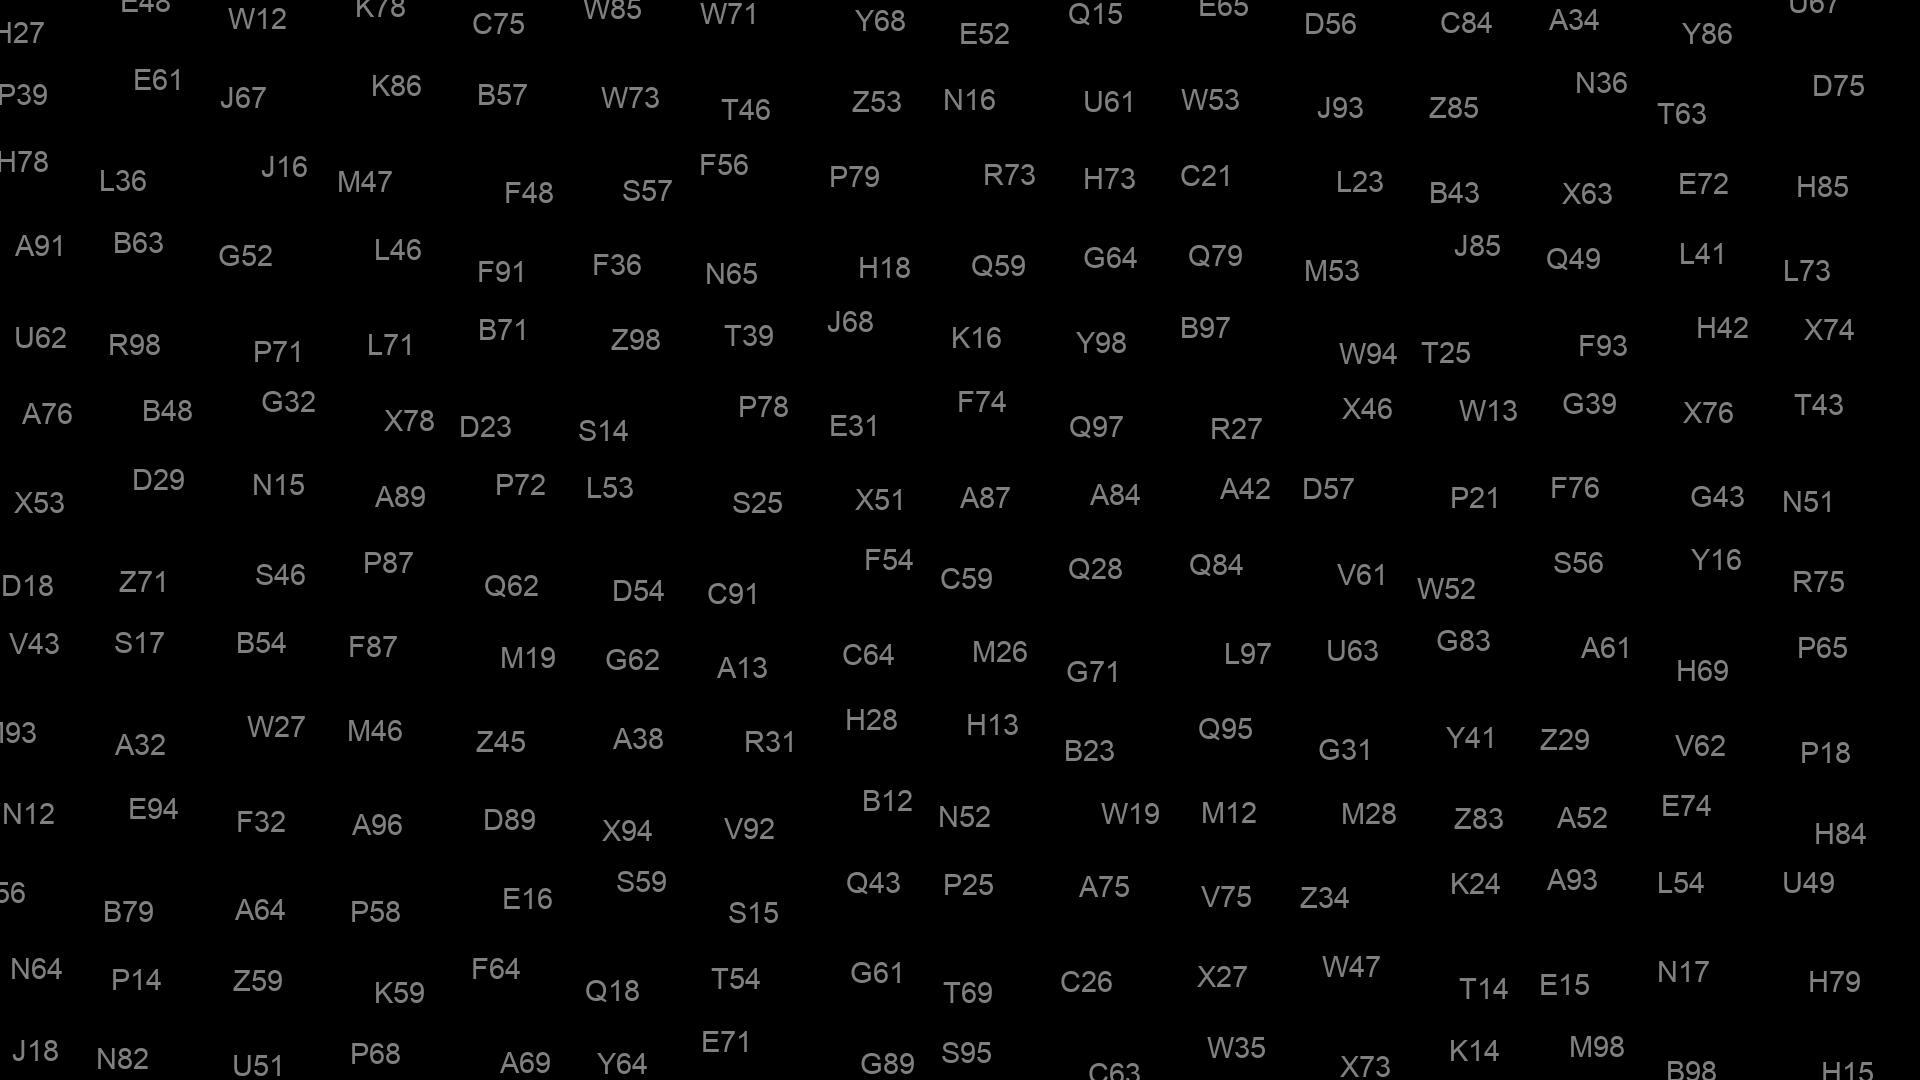 H27 E48 W12 K78 C75 W85 W71 Y68 E52 Q15 E65 D56 C84 A34 Y86 U67
P39 E61 J67 K86 B57 W73 T46 Z53 N16 U61 W53 J93 Z85 N36 T63 D75
H78 L36 J16 M47 F48 S57 F56 P79 R73 H73 C21 L23 B43 X63 E72 H85
A91 B63 G52 L46 F91 F36 N65 H18 Q59 G64 Q79 M53 J85 Q49 L41 L73
U62 R98 P71 L71 B71 Z98 T39 J68 K16 Y98 B97 W94 T25 F93 H42 X74
A76 B48 G32 X78 D23 S14 P78 E31 F74 Q97 R27 X46 W13 G39 X76 T43
X53 D29 N15 A89 P72 L53 S25 X51 A87 A84 A42 D57 P21 F76 G43 N51
D18 Z71 S46 P87 Q62 D54 C91 F54 C59 Q28 Q84 V61 W52 S56 Y16 R75
V43 S17 B54 F87 M19 G62 A13 C64 M26 G71 L97 U63 G83 A61 H69 P65
93 A32 W27 M46 Z45 A38 R31 H28 H13 B23 Q95 G31 Y41 Z29 V62 P18
N12 E94 F32 A96 D89 X94 V92 B12 N52 W19 M12 M28 Z83 A52 E74 H84
56 B79 A64 P58 E16 S59 S15 Q43 P25 A75 V75 Z34 K24 A93 L54 U49
N64 P14 Z59 K59 F64 Q18 T54 G61 T69 C26 X27 W47 T14 E15 N17 H79
J18 N82 U51 P68 A69 Y64 E71 G89 S95 C63 W35 X73 K14 M98 B98 H15